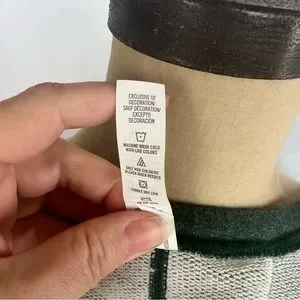 EXCLUSIVE OF
DECORATION/
SAUF DÉCORATION/
EXCEPTO
DECORACIÓN
MACHINE WASH COLD
WITH LIKE COLORS
ONLY NON-CHLORINE
BLEACH WHEN NEEDED
TUMBLE DRY LOW